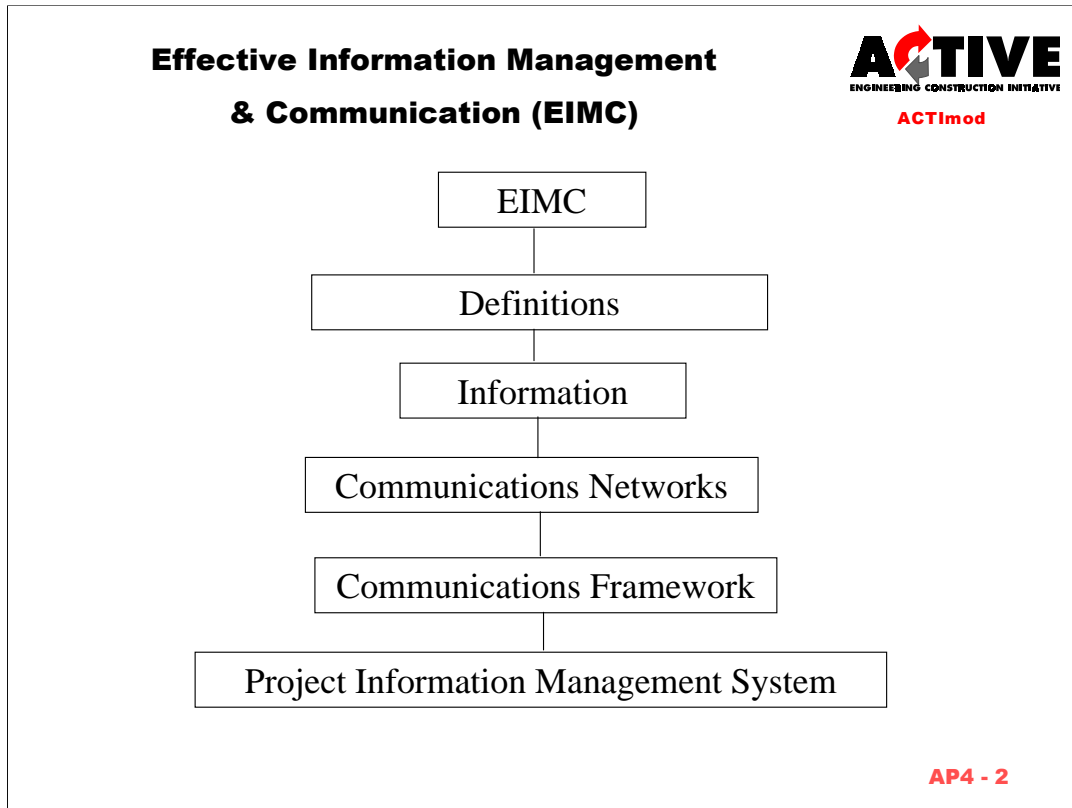 Effective Information Management
& Communication (EIMC)
ACTIVE
ENGINEERING CONSTRUCTION INITIATIVE
ACTImod
EIMC
Definitions
Information
Communications Networks
Communications Framework
Project Information Management System
AP4 - 2